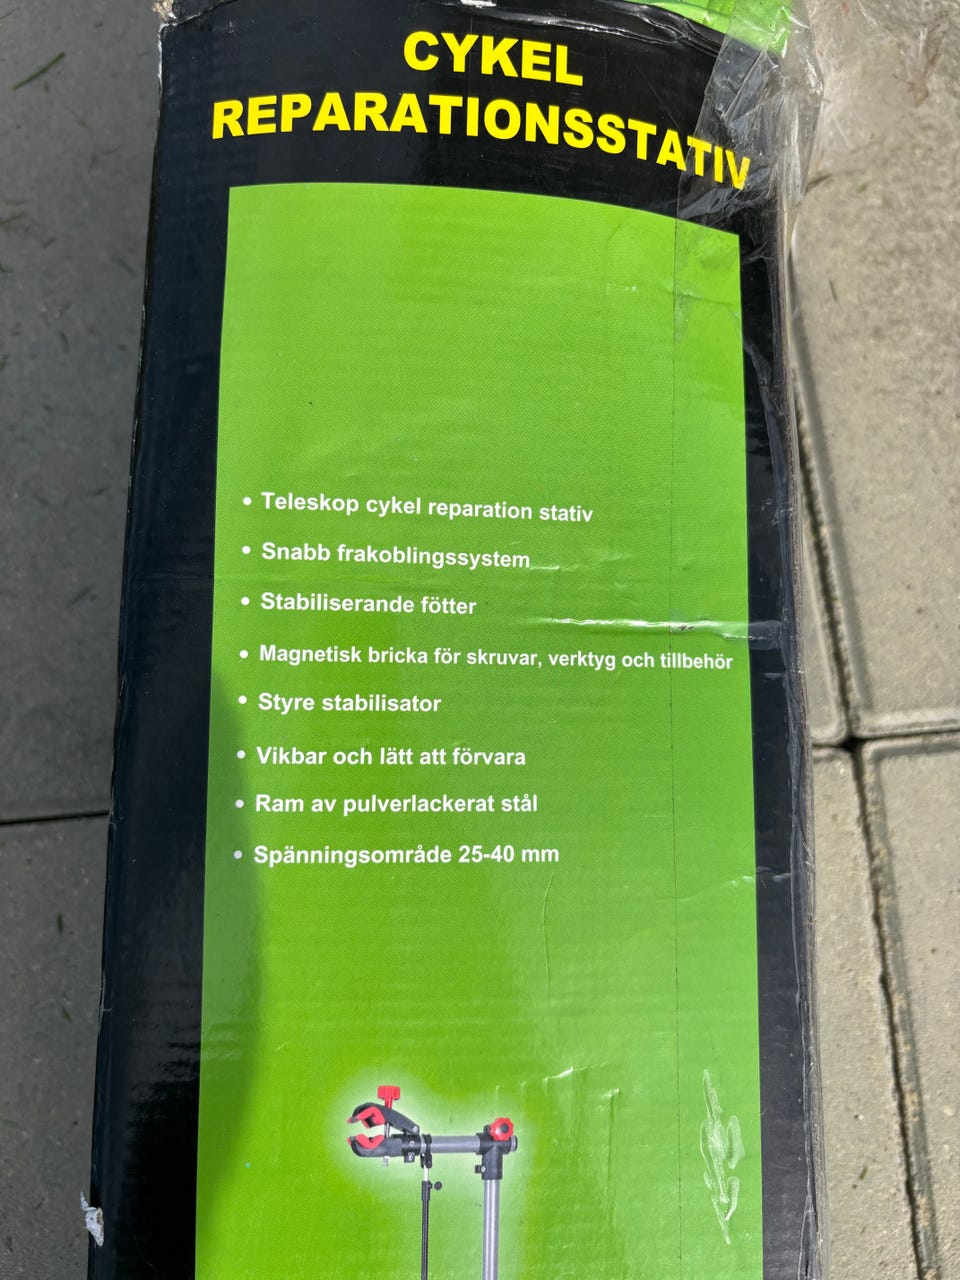 CYKEL
REPARATIONSSTATIV
• Teleskop cykel reparation stativ
• Snabb frakoblingssystem
• Stabiliserande fötter
• Magnetisk bricka för skruvar, verktyg och tillbehör
• Styre stabilisator
• Vikbar och lätt att förvara
• Ram av pulverlackerat stål
• Spänningsområde 25-40 mm